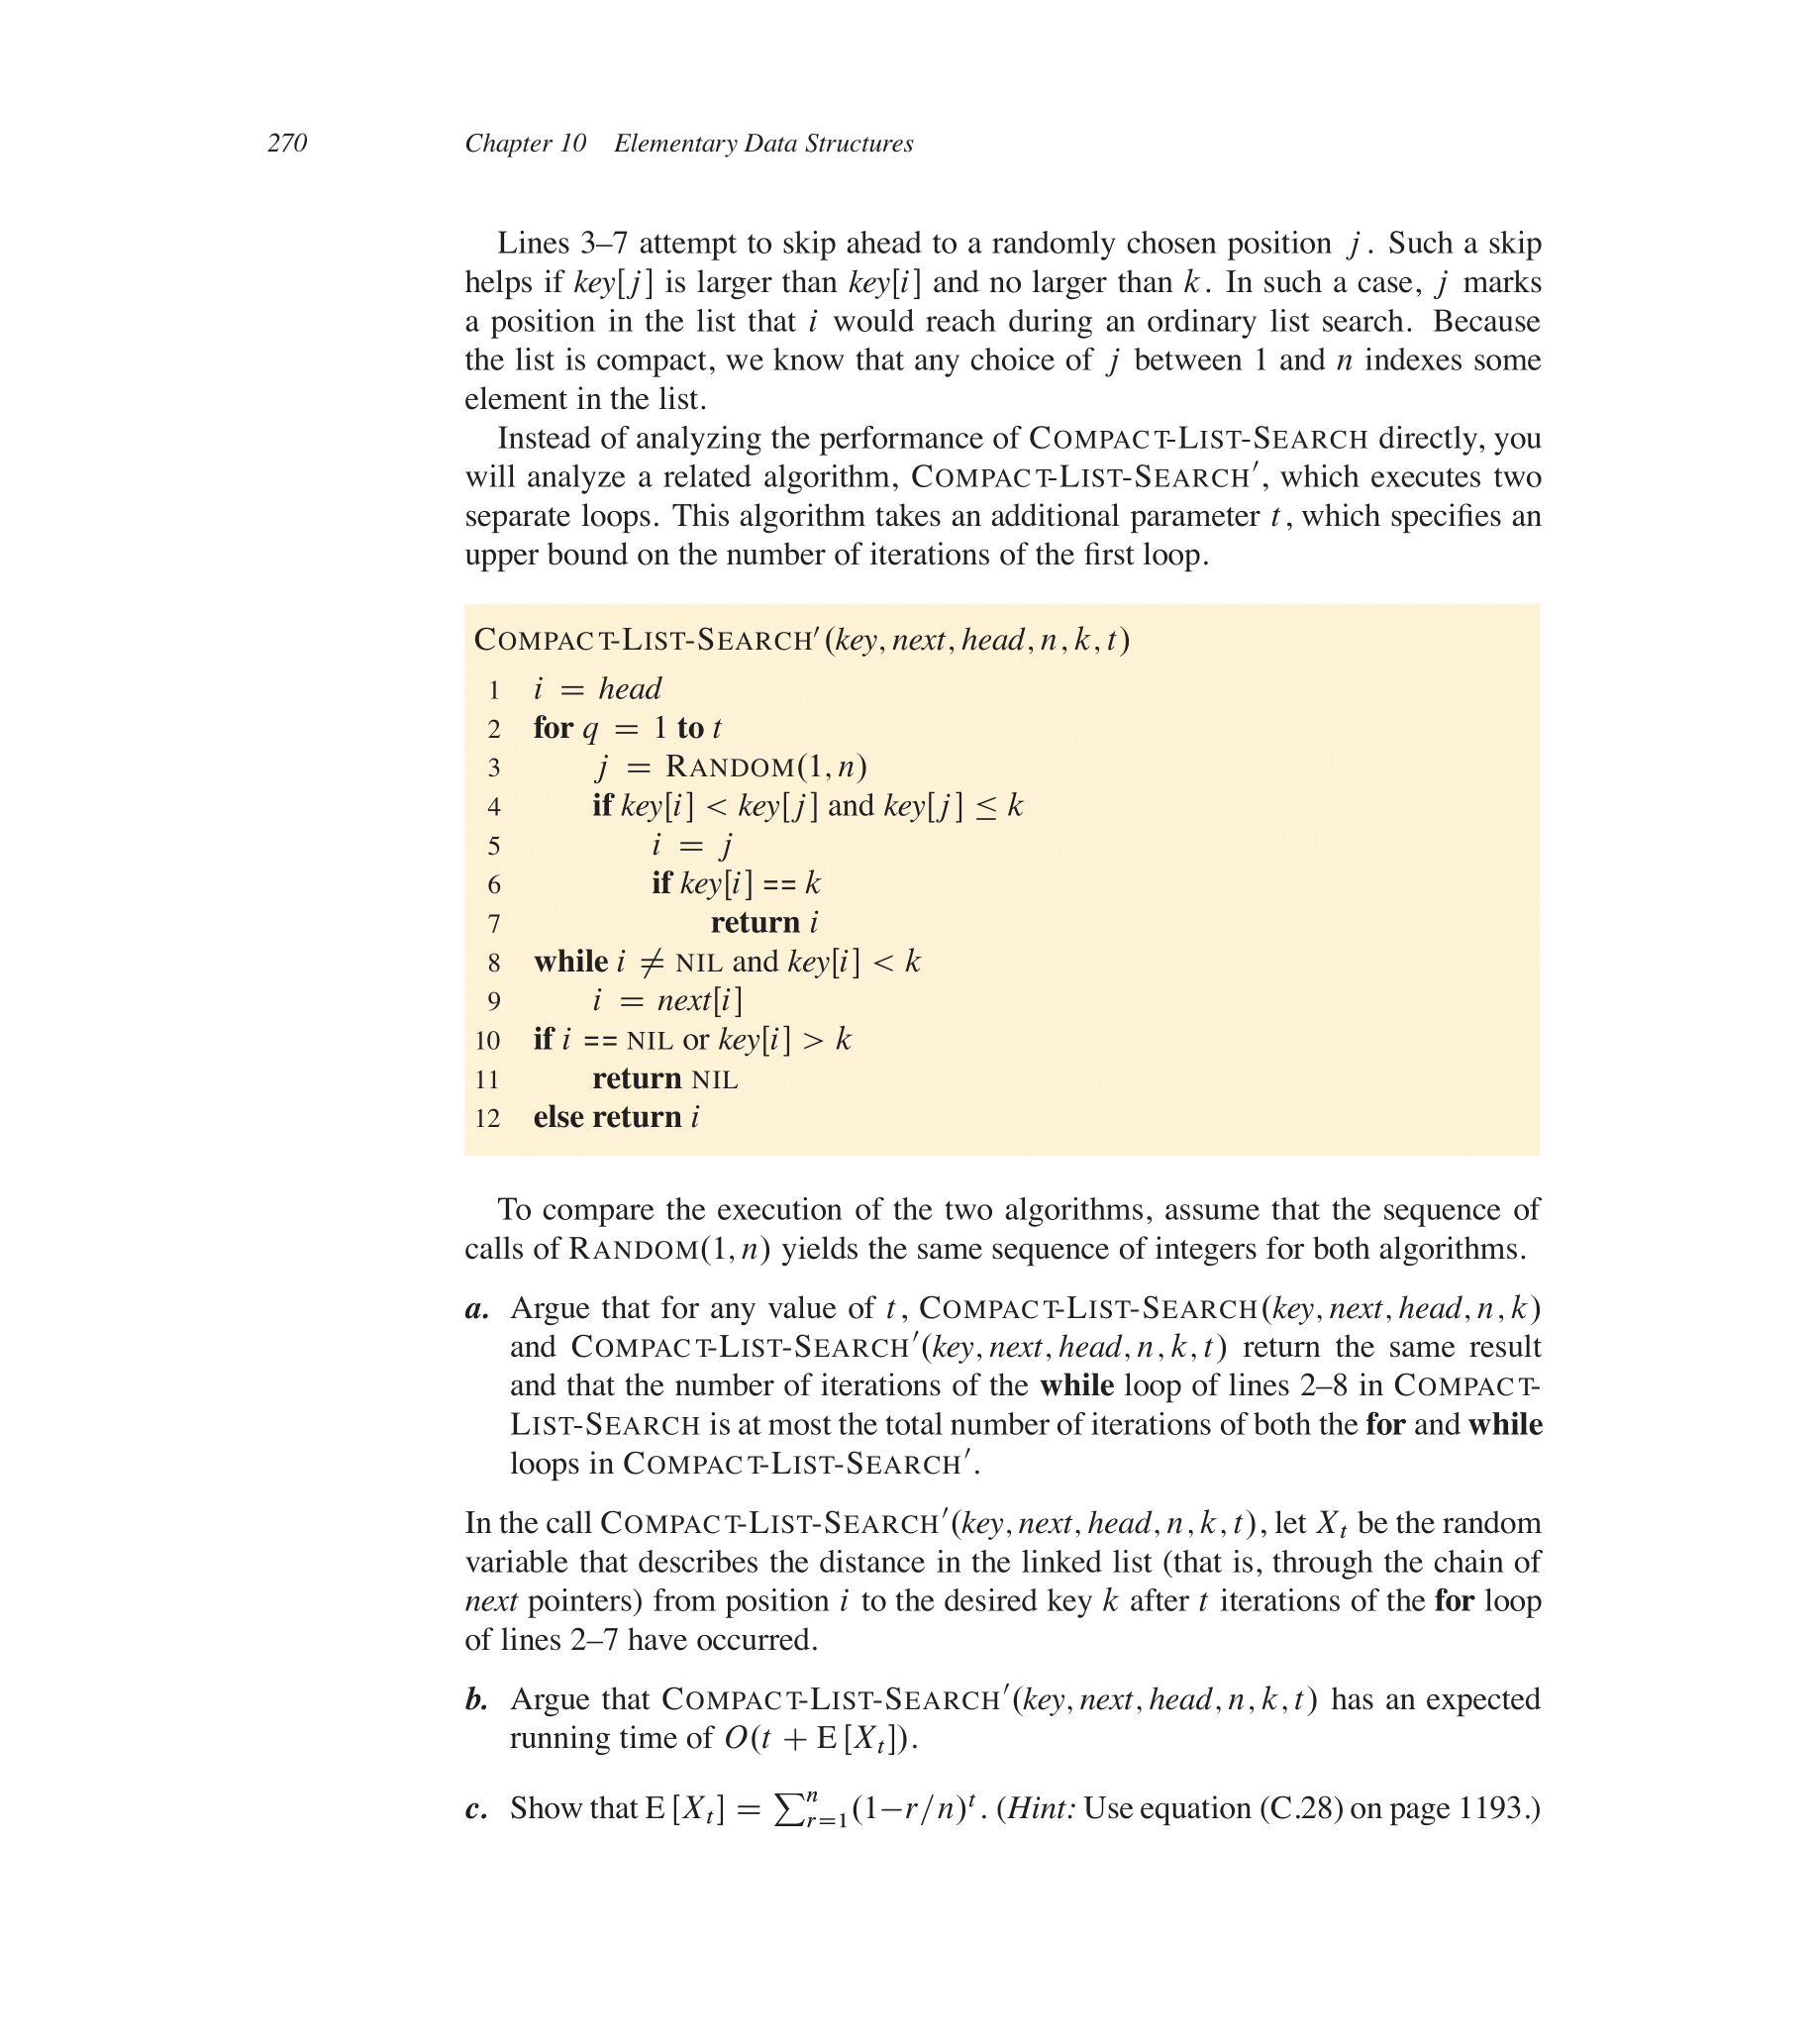 270 Chapter 10 Elementary Data Structures
Lines 3–7 attempt to skip ahead to a randomly chosen position j. Such a skip
helps if key[j] is larger than key[i] and no larger than k. In such a case, j marks
a position in the list that i would reach during an ordinary list search. Because
the list is compact, we know that any choice of j between 1 and n indexes some
element in the list.
Instead of analyzing the performance of COMPACT-LIST-SEARCH directly, you
will analyze a related algorithm, COMPACT-LIST-SEARCH′, which executes two
separate loops. This algorithm takes an additional parameter t, which specifies an
upper bound on the number of iterations of the first loop.
COMPACT-LIST-SEARCH′(key, next, head, n, k, t)
1 i = head
2 for q = 1 to t
3 j = RANDOM(1, n)
4 if key[i] < key[j] and key[j] ≤ k
5 i = j
6 if key[i] == k
7 return i
8 while i ≠ NIL and key[i] < k
9 i = next[i]
10 if i == NIL or key[i] > k
11 return NIL
12 else return i
To compare the execution of the two algorithms, assume that the sequence of
calls of RANDOM(1, n) yields the same sequence of integers for both algorithms.
a. Argue that for any value of t, COMPACT-LIST-SEARCH(key, next, head, n, k)
and COMPACT-LIST-SEARCH′(key, next, head, n, k, t) return the same result
and that the number of iterations of the while loop of lines 2–8 in COMPACT-
LIST-SEARCH is at most the total number of iterations of both the for and while
loops in COMPACT-LIST-SEARCH′.
In the call COMPACT-LIST-SEARCH′(key, next, head, n, k, t), let Xₜ be the random
variable that describes the distance in the linked list (that is, through the chain of
next pointers) from position i to the desired key k after t iterations of the for loop
of lines 2–7 have occurred.
b. Argue that COMPACT-LIST-SEARCH′(key, next, head, n, k, t) has an expected
running time of O(t + E[Xₜ]).
c. Show that E[Xₜ] = ∑ⁿᵣ₌₁(1−r/n)ᵗ. (Hint: Use equation (C.28) on page 1193.)